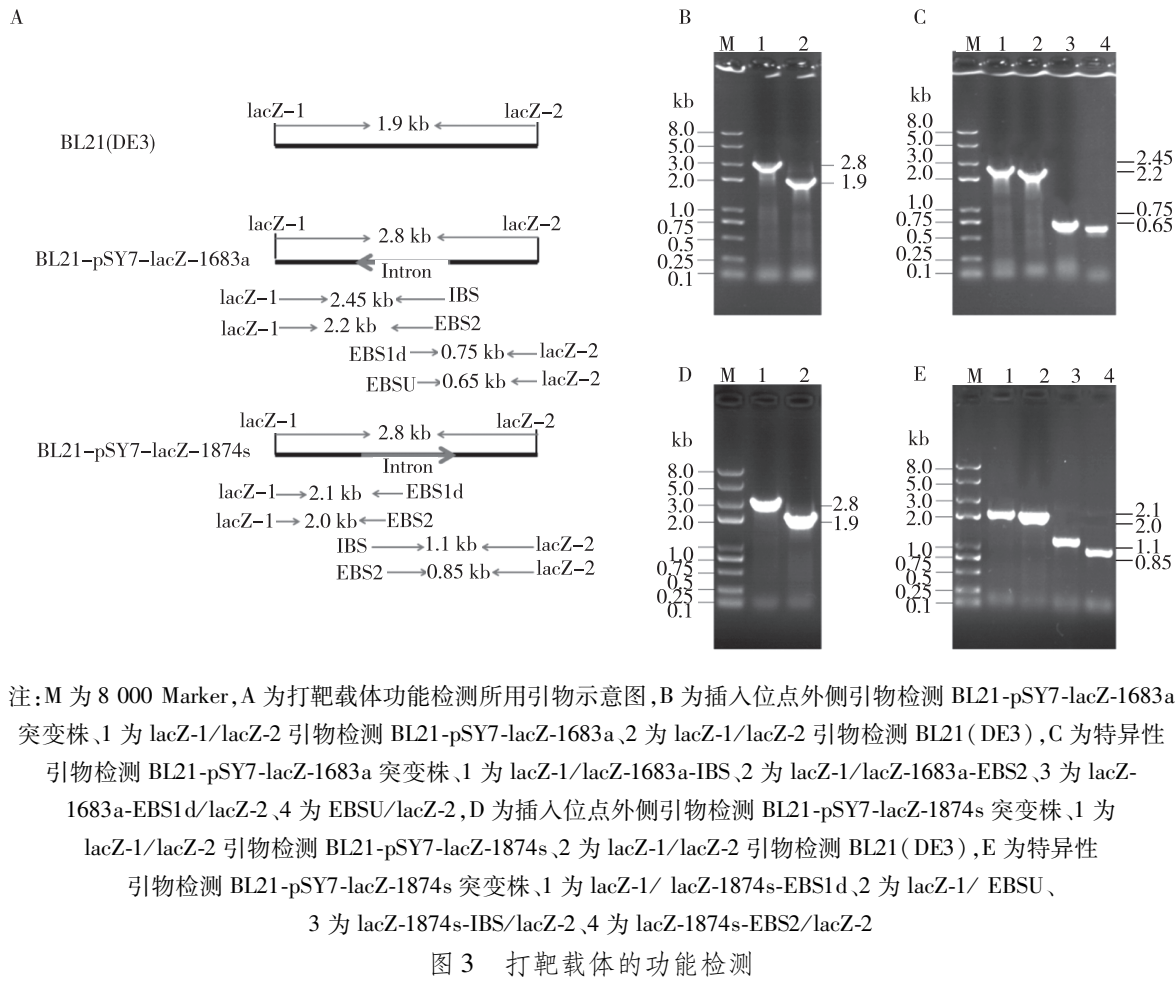 A
lacZ-1 lacZ-2
1.9 kb
BL21(DE3)
lacZ-1 lacZ-2
2.8 kb
BL21-pSY7-lacZ-1683a
Intron
lacZ-1 2.45 kb IBS
lacZ-1 2.2 kb EBS2
EBS1d 0.75 kb lacZ-2
EBSU 0.65 kb lacZ-2
lacZ-1 lacZ-2
2.8 kb
BL21-pSY7-lacZ-1874s
Intron
lacZ-1 2.1 kb EBS1d
lacZ-1 2.0 kb EBS2
IBS 1.1 kb lacZ-2
EBS2 0.85 kb lacZ-2
B
M 1 2
kb
8.0
5.0
3.0
2.0
1.0
0.75
0.5
0.25
0.1
2.8
1.9
C
M 1 2 3 4
kb
8.0
5.0
3.0
2.0
1.0
0.75
0.5
0.25
0.1
2.45
2.2
0.75
0.65
D
M 1 2
kb
8.0
5.0
3.0
2.0
1.0
0.75
0.5
0.25
0.1
2.8
1.9
E
M 1 2 3 4
kb
8.0
5.0
3.0
2.0
1.0
0.75
0.5
0.25
0.1
2.1
2.0
1.1
0.85
注:M 为 8 000 Marker,A 为打靶载体功能检测所用引物示意图,B 为插入位点外侧引物检测 BL21-pSY7-lacZ-1683a
突变株、1 为 lacZ-1/lacZ-2 引物检测 BL21-pSY7-lacZ-1683a、2 为 lacZ-1/lacZ-2 引物检测 BL21(DE3),C 为特异性
引物检测 BL21-pSY7-lacZ-1683a 突变株、1 为 lacZ-1/lacZ-1683a-IBS、2 为 lacZ-1/lacZ-1683a-EBS2、3 为 lacZ-
1683a-EBS1d/lacZ-2、4 为 EBSU/lacZ-2,D 为插入位点外侧引物检测 BL21-pSY7-lacZ-1874s 突变株、1 为
lacZ-1/lacZ-2 引物检测 BL21-pSY7-lacZ-1874s、2 为 lacZ-1/lacZ-2 引物检测 BL21(DE3),E 为特异性
引物检测 BL21-pSY7-lacZ-1874s 突变株、1 为 lacZ-1/ lacZ-1874s-EBS1d、2 为 lacZ-1/ EBSU、
3 为 lacZ-1874s-IBS/lacZ-2、4 为 lacZ-1874s-EBS2/lacZ-2
图 3 打靶载体的功能检测